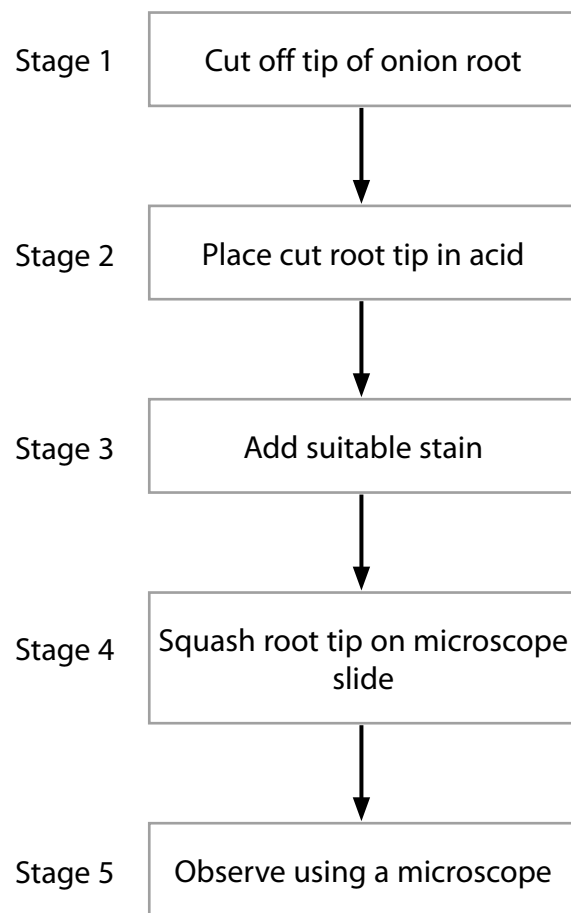 Stage 1
Cut off tip of onion root
Stage 2
Place cut root tip in acid
Stage 3
Add suitable stain
Stage 4
Squash root tip on microscope
slide
Stage 5
Observe using a microscope